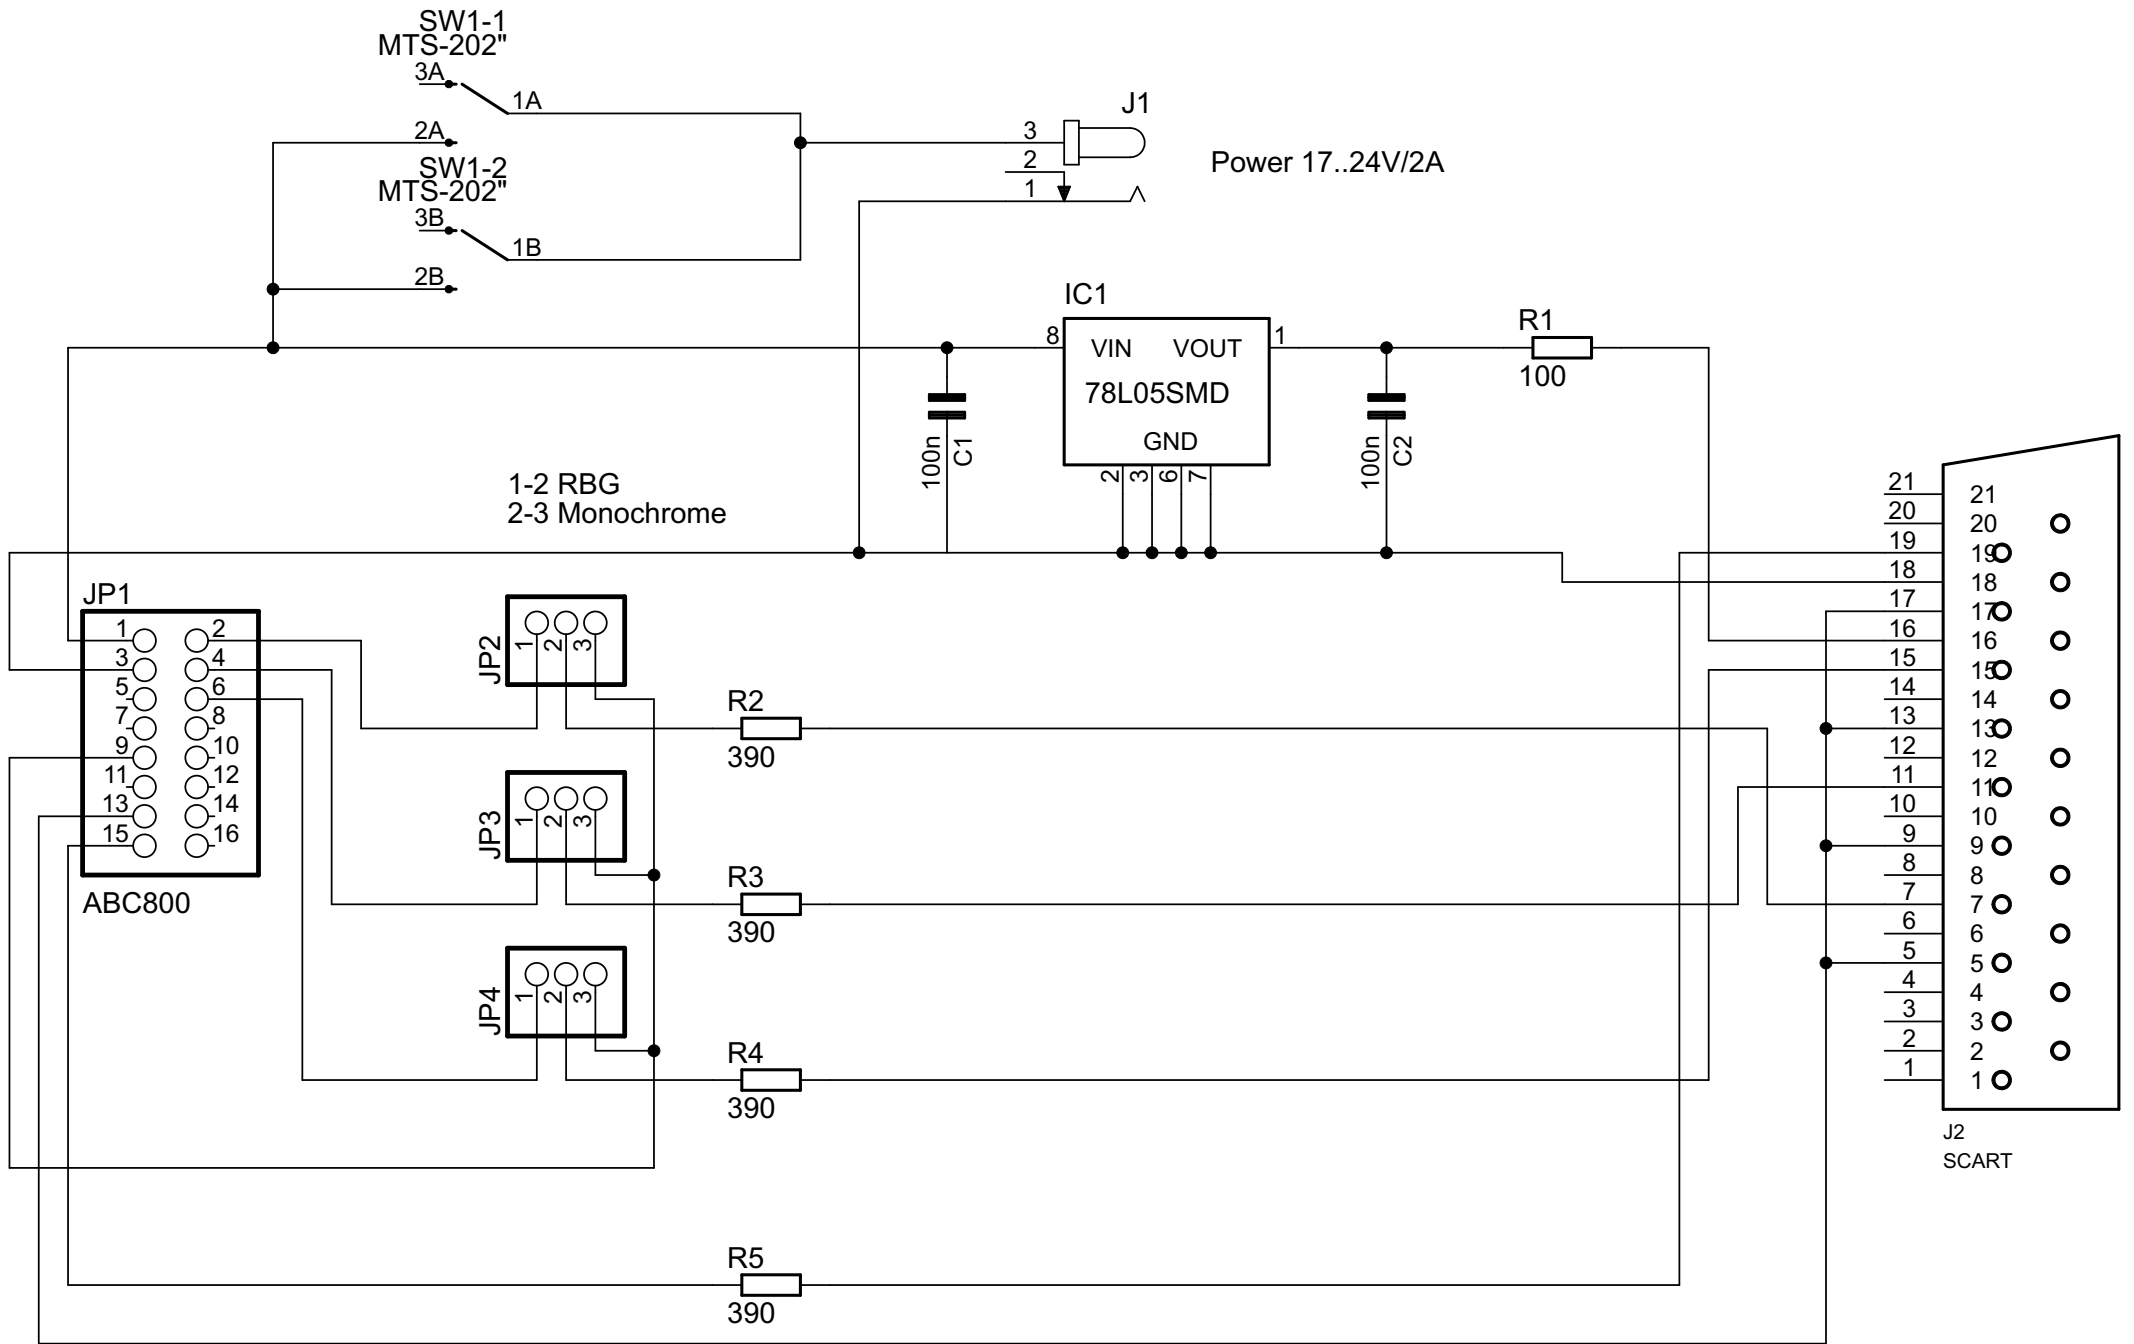 SW1-1
MTS-202"
3A
1A
2A
SW1-2
MTS-202"
3B
1B
2B
J1
3
2
1
Power 17..24V/2A
IC1
8
VIN VOUT
1
78L05SMD
GND
2 3 6 7
100n
C1
100n
C2
R1
100
1-2 RBG
2-3 Monochrome
JP1
1 2
3 4
5 6
7 8
9 10
11 12
13 14
15 16
ABC800
JP2
1 2 3
R2
390
JP3
1 2 3
R3
390
JP4
1 2 3
R4
390
R5
390
21 21
20 20
19 19
18 18
17 17
16 16
15 15
14 14
13 13
12 12
11 11
10 10
9 9
8 8
7 7
6 6
5 5
4 4
3 3
2 2
1 1
J2
SCART